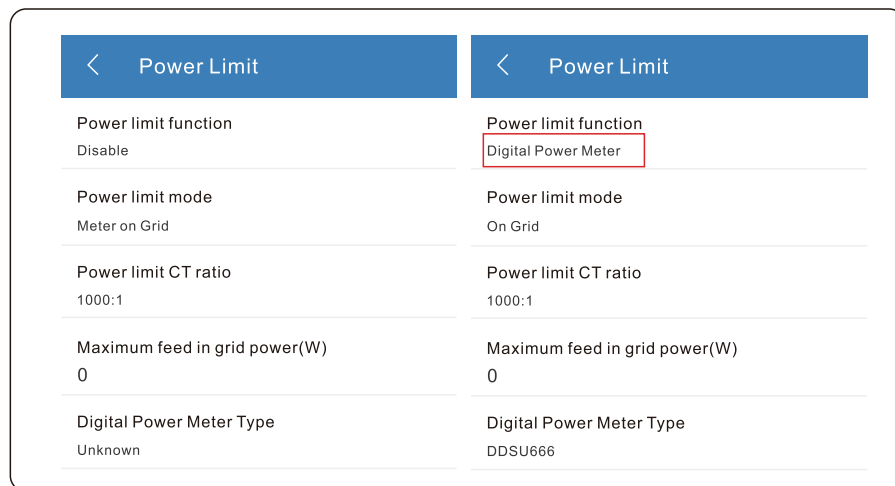 Power Limit
Power limit function
Disable
Power limit mode
Meter on Grid
Power limit CT ratio
1000:1
Maximum feed in grid power(W)
0
Digital Power Meter Type
Unknown
Power Limit
Power limit function
Digital Power Meter
Power limit mode
On Grid
Power limit CT ratio
1000:1
Maximum feed in grid power(W)
0
Digital Power Meter Type
DDSU666